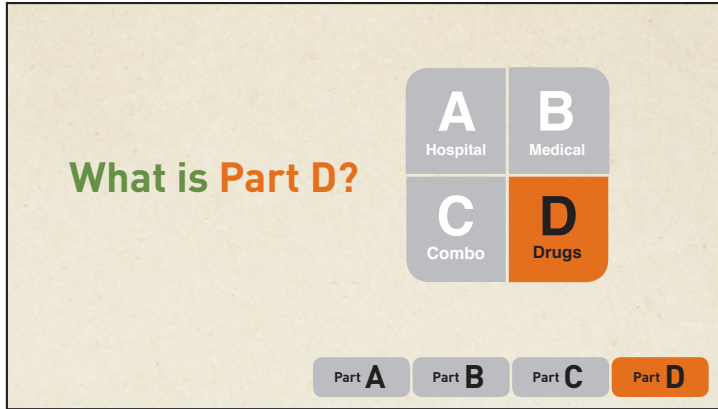 What is Part D?
A
Hospital
B
Medical
C
Combo
D
Drugs
Part A
Part B
Part C
Part D